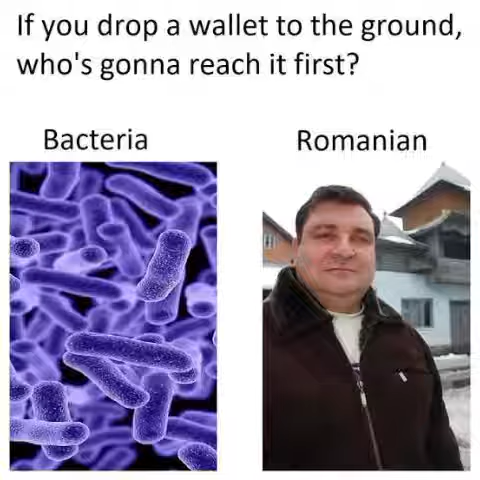 If you drop a wallet to the ground,
who's gonna reach it first?
Bacteria
Romanian